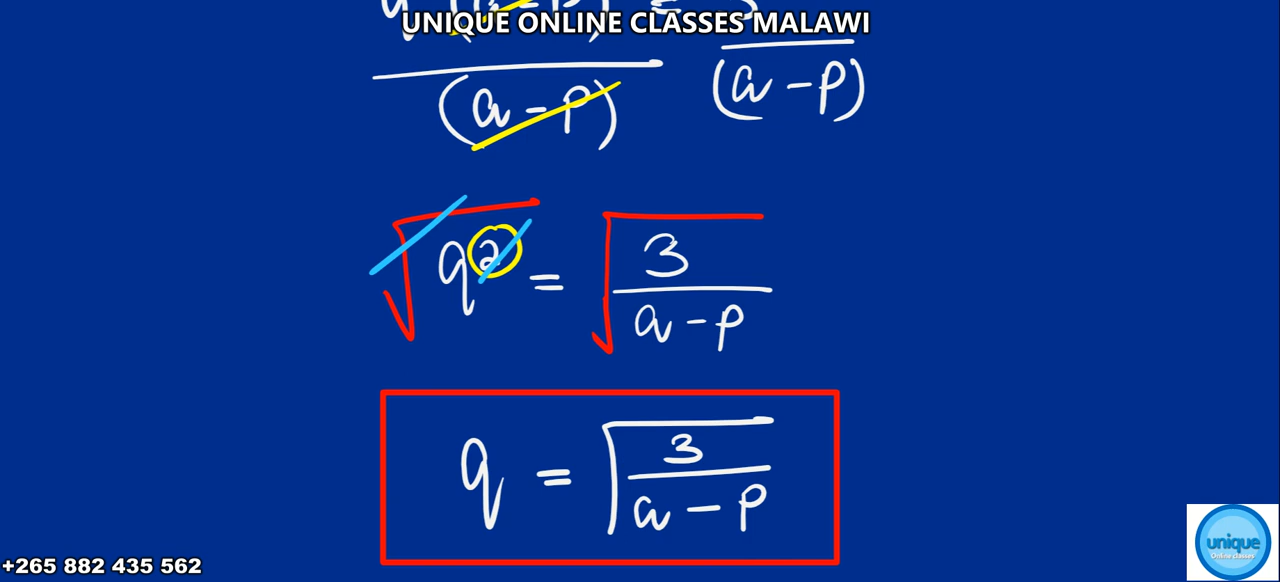 UNIQUE ONLINE CLASSES MALAWI
(a - p) (a - p)
√q² = √3/(a - p)
q = √3/(a - p)
+265 882 435 562
unique
Online classes